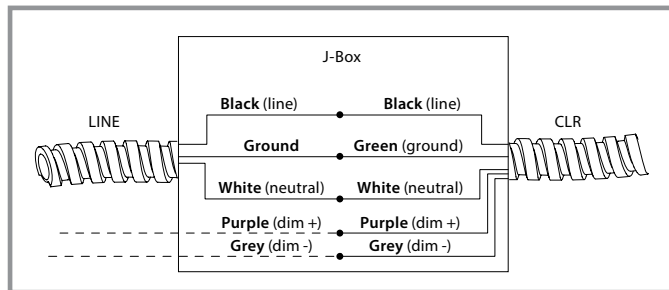 J-Box
LINE
CLR
Black (line) Black (line)
Ground Green (ground)
White (neutral) White (neutral)
Purple (dim +) Purple (dim +)
Grey (dim -) Grey (dim -)